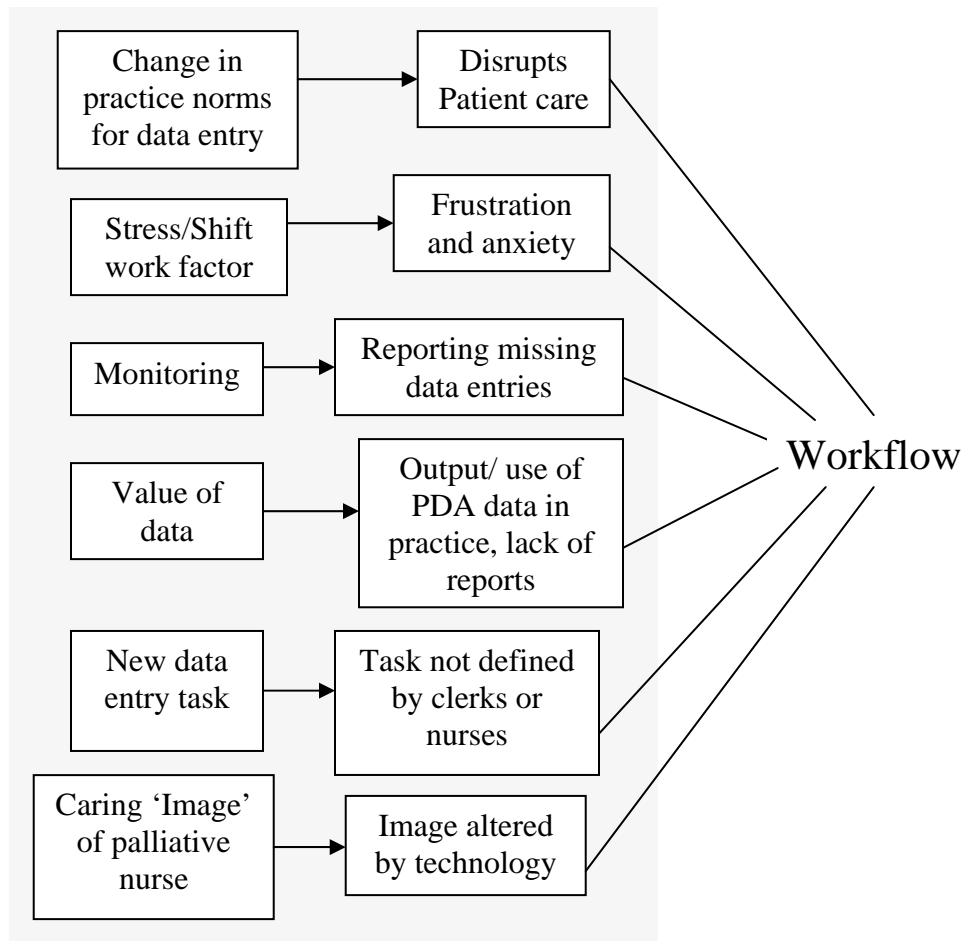 Change in
practice norms
for data entry
Disrupts
Patient care
Stress/Shift
work factor
Frustration
and anxiety
Monitoring
Reporting missing
data entries
Value of
data
Output/ use of
PDA data in
practice, lack of
reports
Workflow
New data
entry task
Task not defined
by clerks or
nurses
Caring ‘Image’
of palliative
nurse
Image altered
by technology